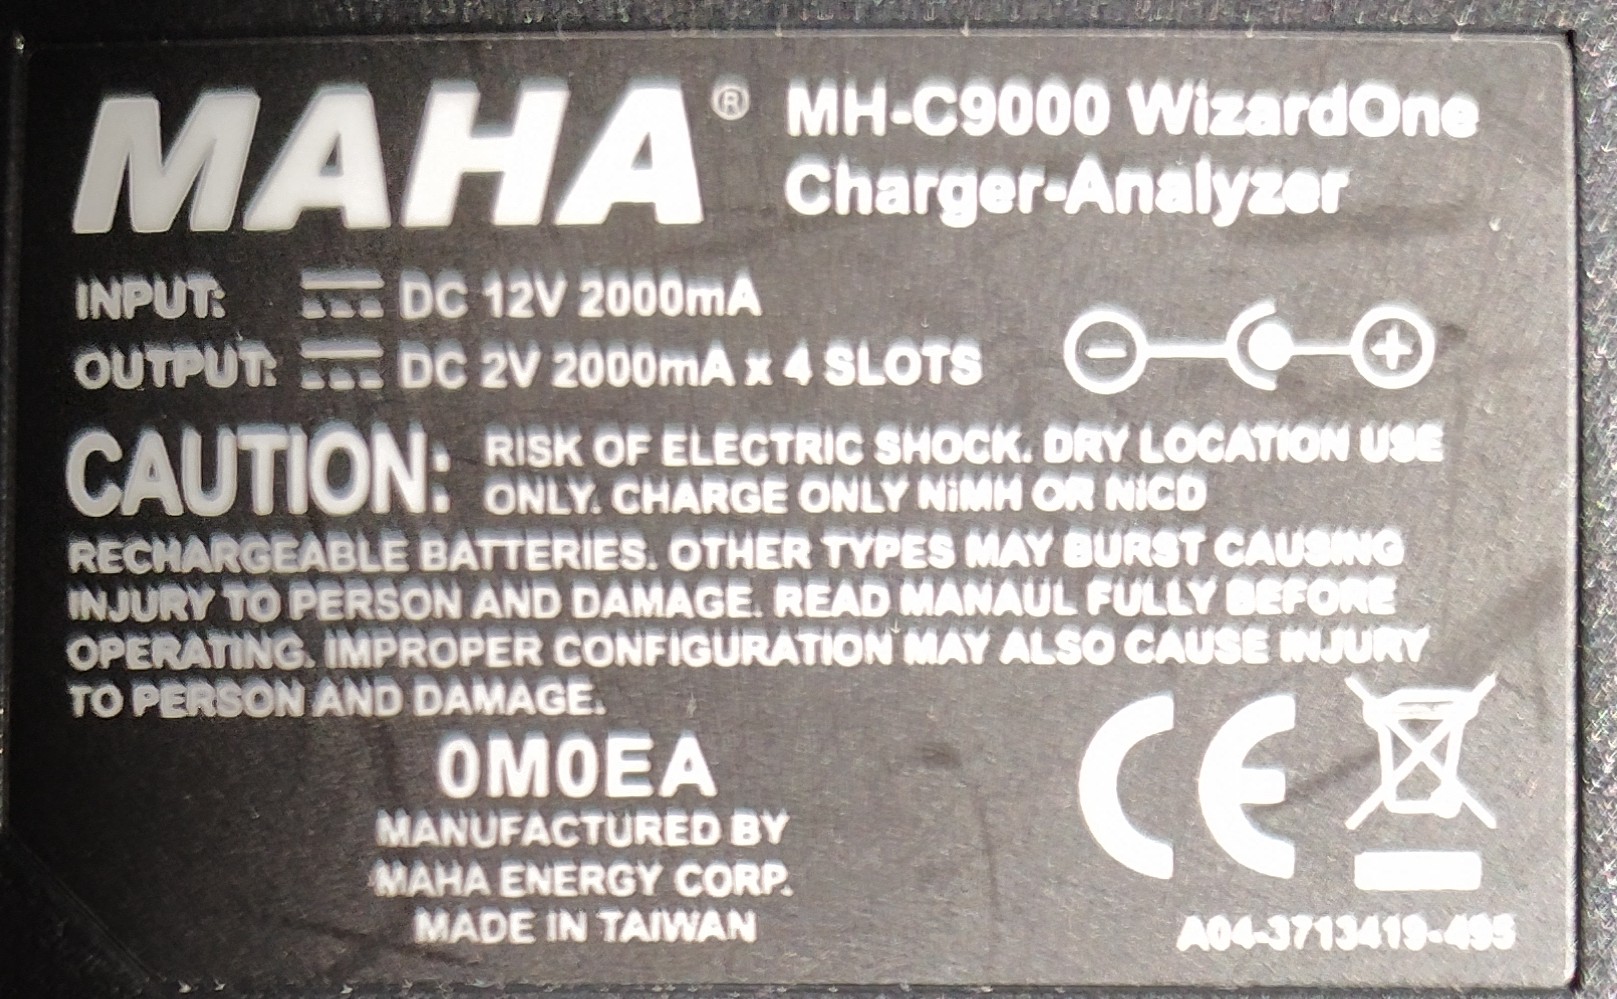 MAHA® MH-C9000 WizardOne
Charger-Analyzer
INPUT: DC 12V 2000mA
OUTPUT: DC 2V 2000mA x 4 SLOTS
CAUTION: RISK OF ELECTRIC SHOCK. DRY LOCATION USE
ONLY. CHARGE ONLY NiMH OR NiCD
RECHARGEABLE BATTERIES. OTHER TYPES MAY BURST CAUSING
INJURY TO PERSON AND DAMAGE. READ MANAUL FULLY BEFORE
OPERATING. IMPROPER CONFIGURATION MAY ALSO CAUSE INJURY
TO PERSON AND DAMAGE.
0M0EA
MANUFACTURED BY
MAHA ENERGY CORP.
MADE IN TAIWAN
CE
A04-3713419-495